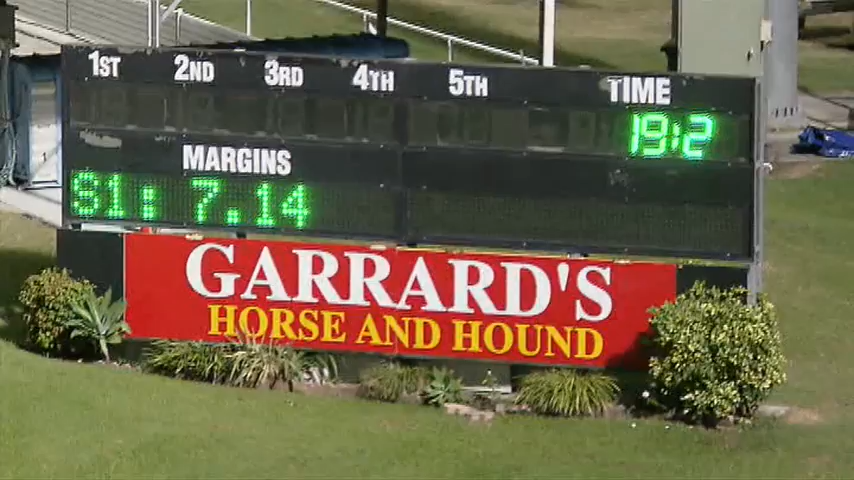 1ST 2ND 3RD 4TH 5TH TIME
19:2
MARGINS
S1: 7.14
GARRARD'S
HORSE AND HOUND